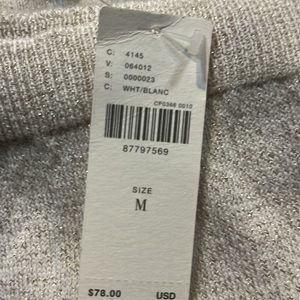 C: 4145
V: 064012
S: 0000023
C: WHT/BLANC
CF0366 0010
87797569
SIZE
M
$78.00 USD